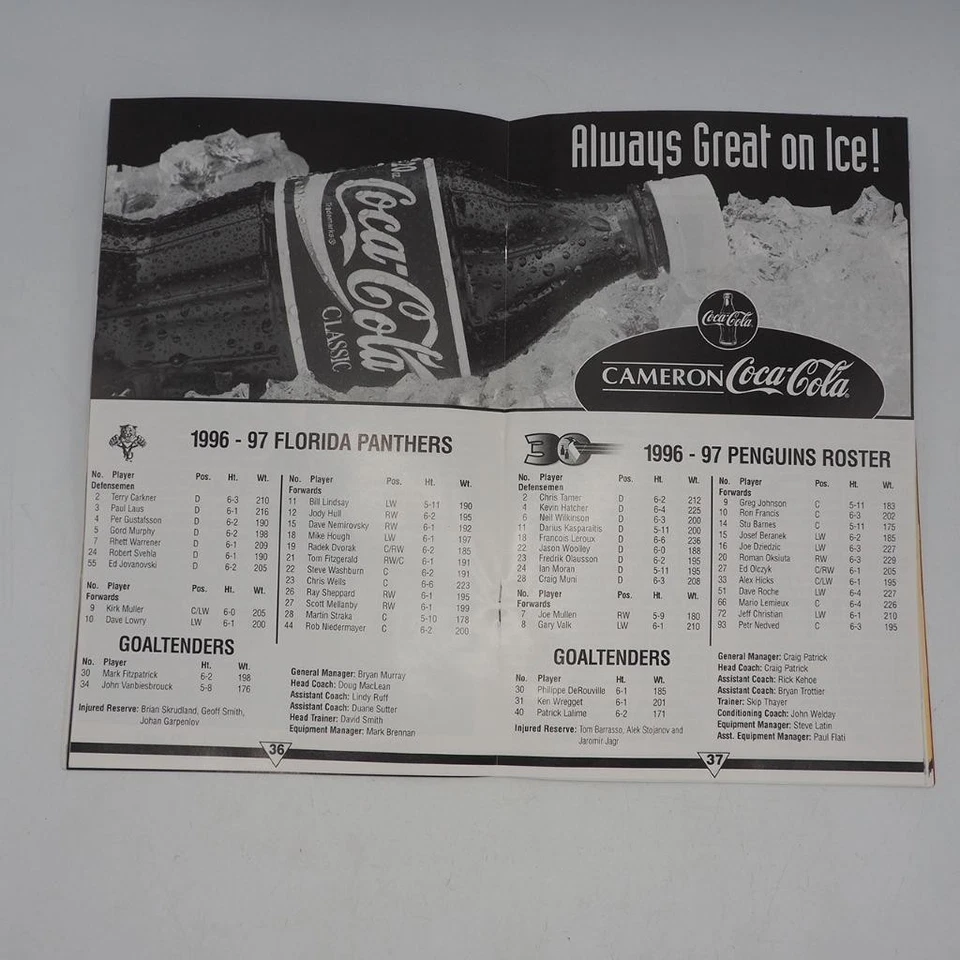 Always Great on Ice!
20 oz
Coca-Cola
Trademark®
CLASSIC
Coca-Cola
CAMERON Coca-Cola®
1996 - 97 FLORIDA PANTHERS
No. Player Pos. Ht. Wt.
Defensemen
2 Terry Carkner D 6-3 210
3 Paul Laus D 6-1 216
4 Per Gustafsson D 6-2 190
5 Gord Murphy D 6-2 198
7 Rhett Warrener D 6-1 209
24 Robert Svehla D 6-1 190
55 Ed Jovanovski D 6-2 205
No. Player Pos. Ht. Wt.
Forwards
9 Kirk Muller C/LW 6-0 205
10 Dave Lowry LW 6-1 200
GOALTENDERS
No. Player Ht. Wt.
30 Mark Fitzpatrick 6-2 198
34 John Vanbiesbrouck 5-8 176
Injured Reserve: Brian Skrudland, Geoff Smith,
Johan Garpenlov
No. Player Pos. Ht. Wt.
Forwards
11 Bill Lindsay LW 5-11 190
12 Jody Hull RW 6-2 195
15 Dave Nemirovsky RW 6-1 192
18 Mike Hough LW 6-1 197
19 Radek Dvorak C/RW 6-2 185
21 Tom Fitzgerald RW/C 6-1 191
22 Steve Washburn C 6-2 191
23 Chris Wells C 6-6 223
26 Ray Sheppard RW 6-1 195
27 Scott Mellanby RW 6-1 199
28 Martin Straka C 5-10 178
44 Rob Niedermayer C 6-2 200
General Manager: Bryan Murray
Head Coach: Doug MacLean
Assistant Coach: Lindy Ruff
Assistant Coach: Duane Sutter
Head Trainer: David Smith
Equipment Manager: Mark Brennan
36
30
1996 - 97 PENGUINS ROSTER
No. Player Pos. Ht. Wt.
Defensemen
2 Chris Tamer D 6-2 212
4 Kevin Hatcher D 6-4 225
6 Neil Wilkinson D 6-3 200
11 Darius Kasparaitis D 5-11 200
18 Francois Leroux D 6-6 236
22 Jason Woolley D 6-0 188
23 Fredrik Olausson D 6-2 195
24 Ian Moran D 5-11 195
28 Craig Muni D 6-3 208
No. Player Pos. Ht. Wt.
Forwards
7 Joe Mullen RW 5-9 180
8 Gary Valk LW 6-1 210
GOALTENDERS
No. Player Ht. Wt.
30 Philippe DeRouville 6-1 185
31 Ken Wregget 6-1 201
40 Patrick Lalime 6-2 171
Injured Reserve: Tom Barrasso, Alek Stojanov and
Jaromir Jagr
No. Player Pos. Ht. Wt.
Forwards
9 Greg Johnson C 5-11 183
10 Ron Francis C 6-3 202
14 Stu Barnes C 5-11 175
15 Josef Beranek LW 6-2 185
16 Joe Dziedzic LW 6-3 227
20 Roman Oksiuta RW 6-3 229
27 Ed Olczyk C/RW 6-1 205
33 Alex Hicks C/LW 6-1 195
51 Dave Roche LW 6-4 227
66 Mario Lemieux C 6-4 226
72 Jeff Christian LW 6-1 210
93 Petr Nedved C 6-3 195
General Manager: Craig Patrick
Head Coach: Craig Patrick
Assistant Coach: Rick Kehoe
Assistant Coach: Bryan Trottier
Trainer: Skip Thayer
Conditioning Coach: John Welday
Equipment Manager: Steve Latin
Asst. Equipment Manager: Paul Flati
37